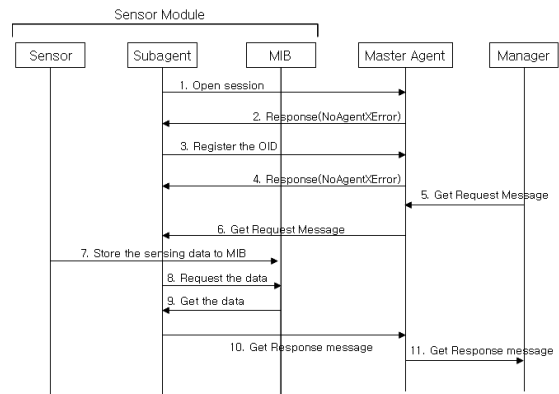 Sensor Module
Sensor
Subagent
MIB
Master Agent
Manager
1. Open session
2. Response(NoAgentXError)
3. Register the OID
4. Response(NoAgentXError)
5. Get Request Message
6. Get Request Message
7. Store the sensing data to MIB
8. Request the data
9. Get the data
10. Get Response message
11. Get Response message